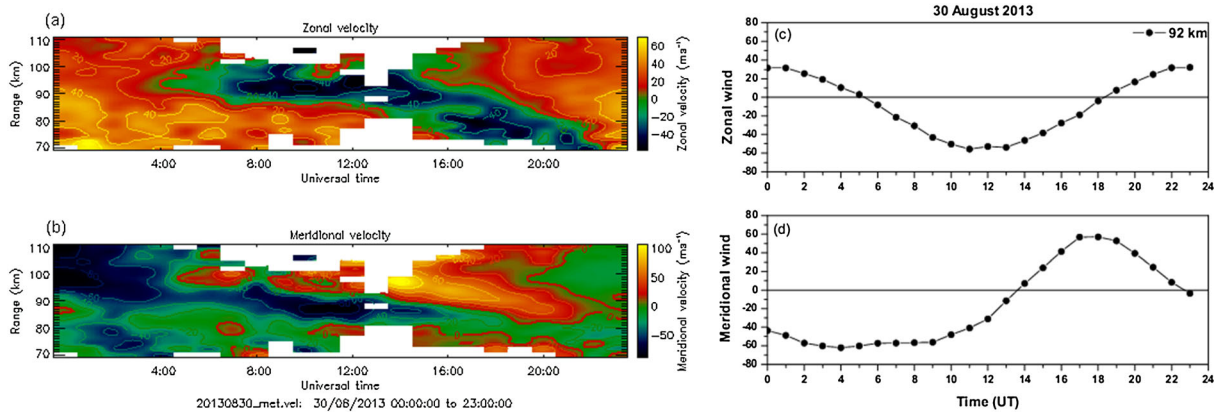 (a)
Zonal velocity
110
100
90
80
70
Range (km)
4:00 8:00 12:00 16:00 20:00
Universal time
60
40
20
0
-20
-40
-60
Zonal velocity (ms⁻¹)
(b)
Meridional velocity
110
100
90
80
70
Range (km)
4:00 8:00 12:00 16:00 20:00
Universal time
100
50
0
-50
Meridional velocity (ms⁻¹)
20130830_met.vel: 30/08/2013 00:00:00 to 23:00:00
30 August 2013
(c)
92 km
80
60
40
20
0
-20
-40
-60
-80
Zonal wind
0 2 4 6 8 10 12 14 16 18 20 22 24
(d)
80
60
40
20
0
-20
-40
-60
-80
Meridional wind
0 2 4 6 8 10 12 14 16 18 20 22 24
Time (UT)